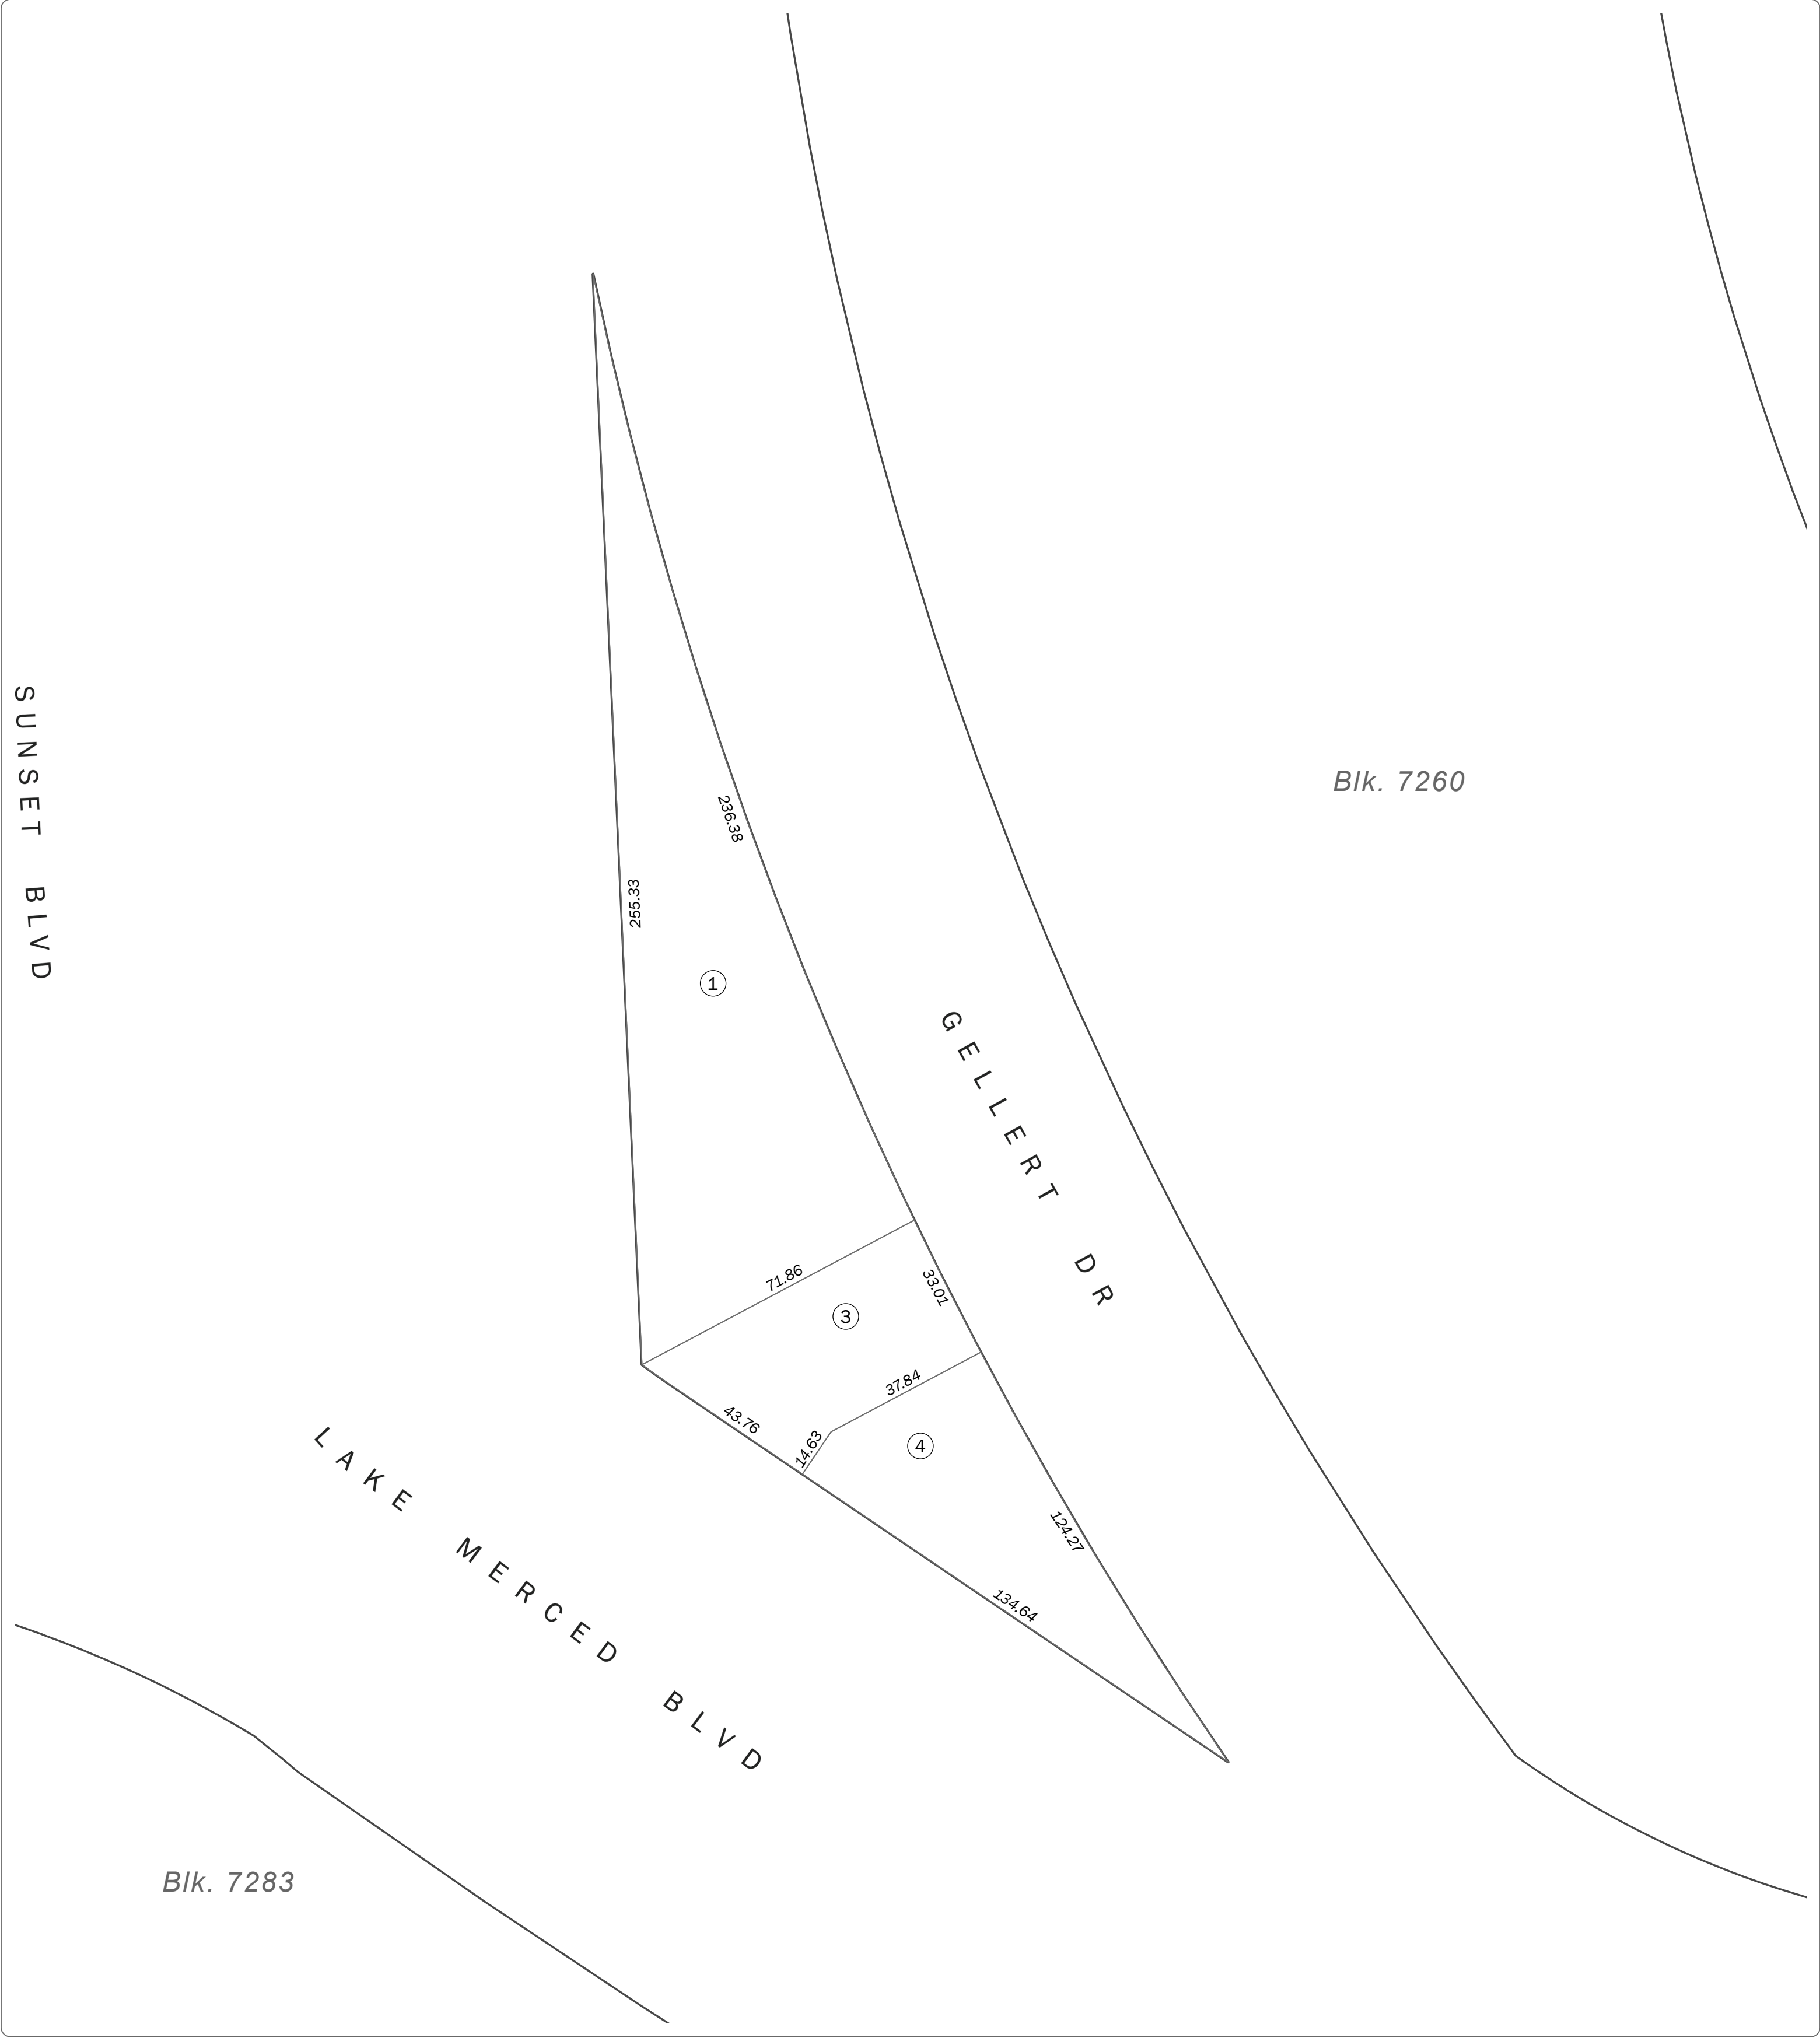 SUNSET BLVD
Blk. 7260
236.38
255.33
1
GELLERT DR
71.86
33.01
3
37.84
43.76
14.63
4
124.27
134.64
LAKE MERCED BLVD
Blk. 7283